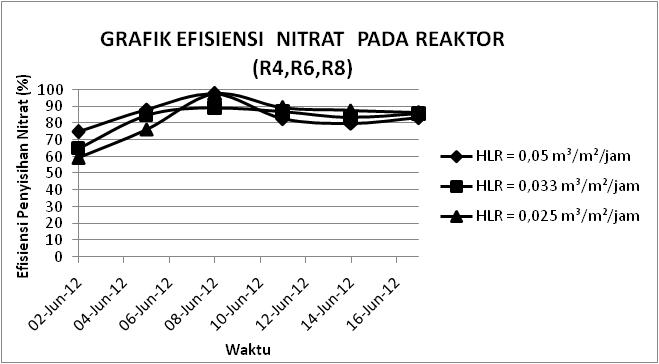 GRAFIK EFISIENSI NITRAT PADA REAKTOR
(R4,R6,R8)
Efisiensi Penyisihan Nitrat (%)
100
90
80
70
60
50
40
30
20
10
0
02-Jun-12
04-Jun-12
06-Jun-12
08-Jun-12
10-Jun-12
12-Jun-12
14-Jun-12
16-Jun-12
Waktu
HLR = 0,05 m³/m²/jam
HLR = 0,033 m³/m²/jam
HLR = 0,025 m³/m²/jam